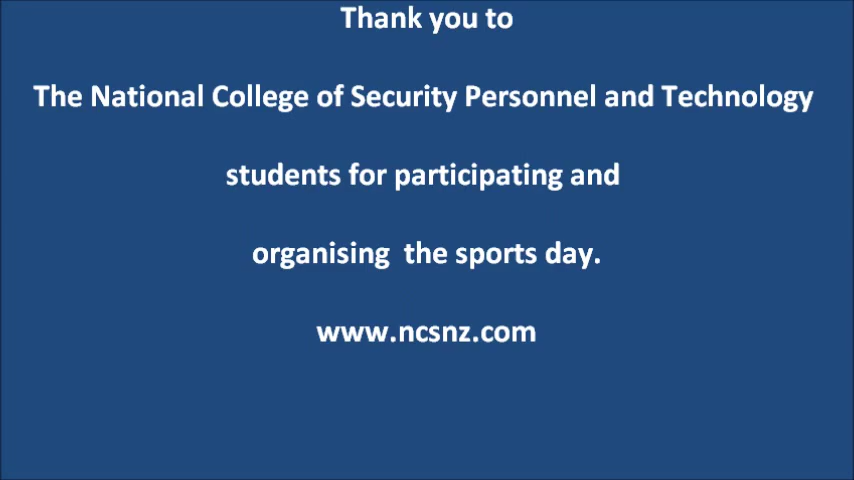 Thank you to
The National College of Security Personnel and Technology
students for participating and
organising  the sports day.
www.ncsnz.com